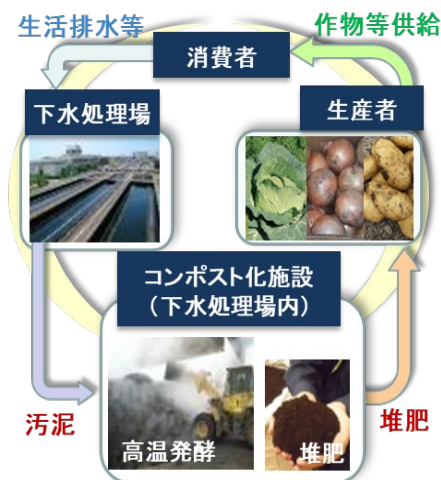 生活排水等
作物等供給
消費者
下水処理場
生産者
コンポスト化施設
（下水処理場内）
汚泥
高温発酵
堆肥
堆肥